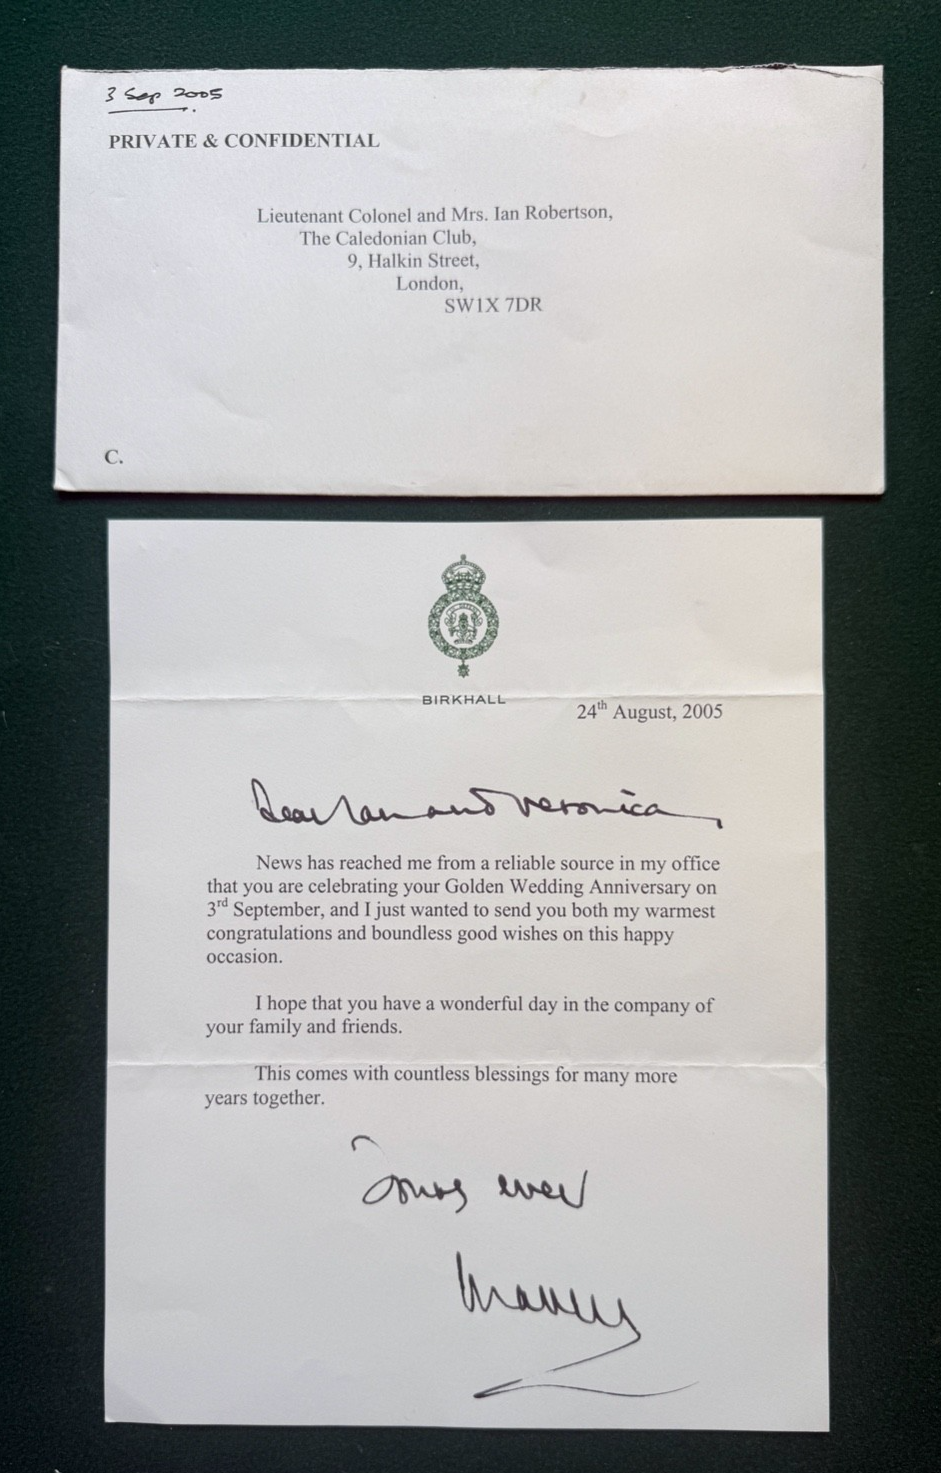 3 Sep 2005.
PRIVATE & CONFIDENTIAL
Lieutenant Colonel and Mrs. Ian Robertson,
The Caledonian Club,
9, Halkin Street,
London,
SW1X 7DR
C.
BIRKHALL
24th August, 2005
Dear Ian and Veronica,
News has reached me from a reliable source in my office
that you are celebrating your Golden Wedding Anniversary on
3rd September, and I just wanted to send you both my warmest
congratulations and boundless good wishes on this happy
occasion.
I hope that you have a wonderful day in the company of
your family and friends.
This comes with countless blessings for many more
years together.
Yours ever
Charles